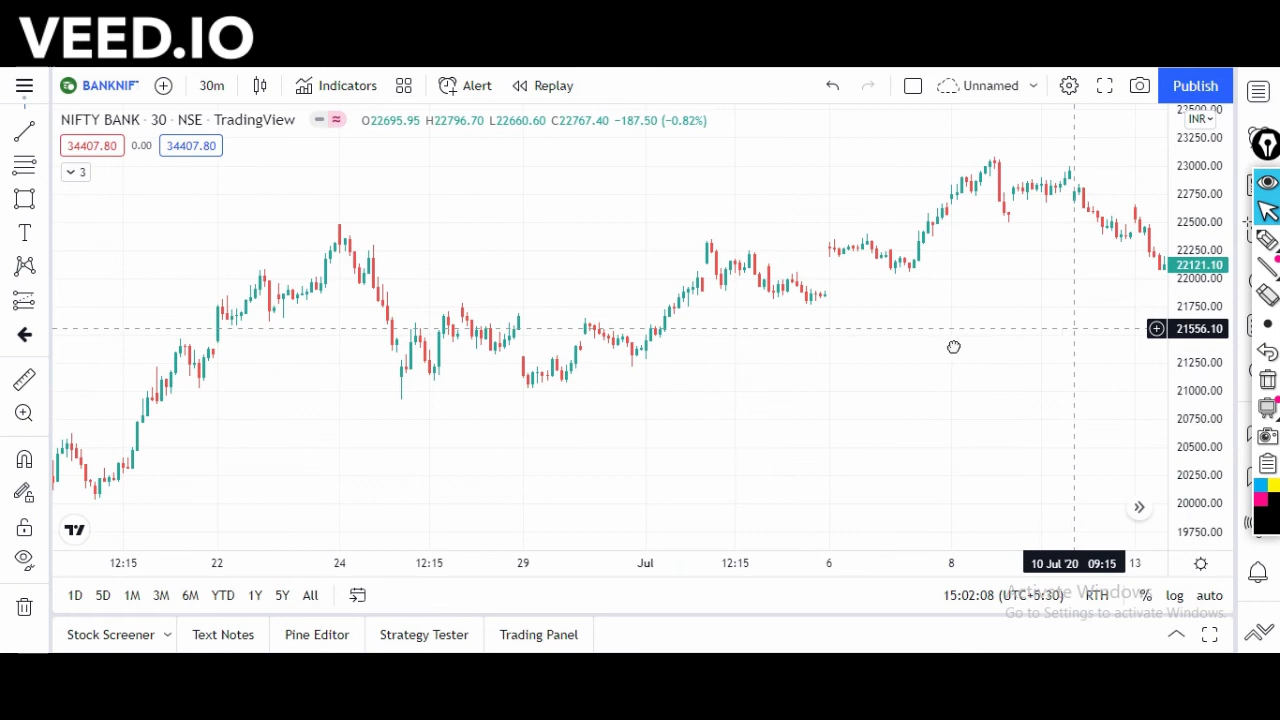 VEED.IO
BANKNIF
30m
Indicators
Alert
Replay
Unnamed
Publish
NIFTY BANK · 30 · NSE · TradingView
O22695.95 H22796.70 L22660.60 C22767.40 −187.50 (−0.82%)
INR
34407.80 0.00 34407.80
3
22500.00
23250.00
23000.00
22750.00
22500.00
22250.00
22121.10
22000.00
21750.00
21556.10
21250.00
21000.00
20750.00
20500.00
20250.00
20000.00
19750.00
12:15 22 24 12:15 29 Jul 12:15 6 8 10 Jul '20 09:15 13
1D 5D 1M 3M 6M YTD 1Y 5Y All
15:02:08 (UTC+5:30) RTH % log auto
Activate Windows
Go to Settings to activate Windows.
Stock Screener Text Notes Pine Editor Strategy Tester Trading Panel